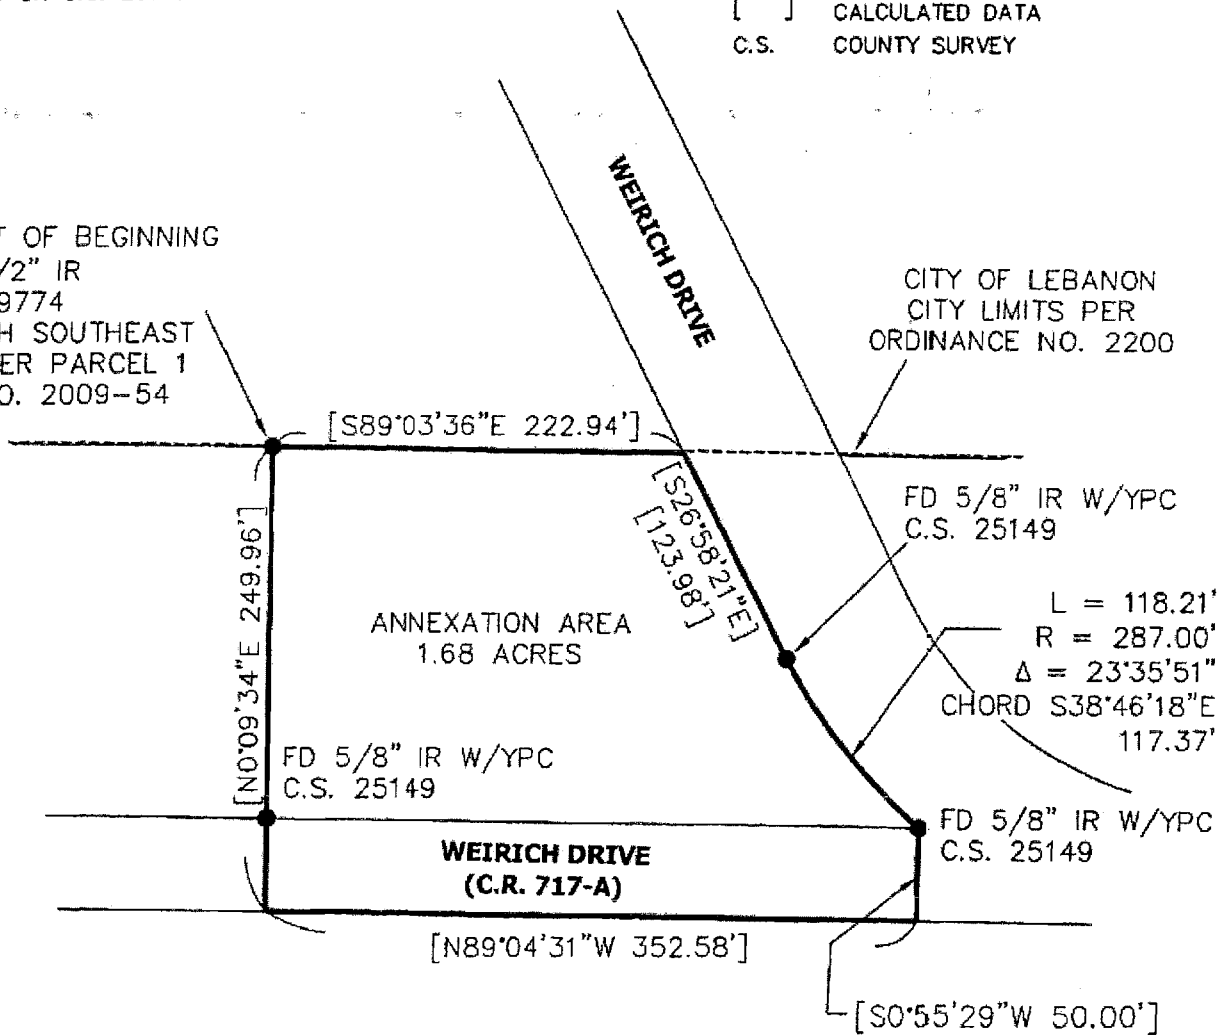 [ ] CALCULATED DATA
C.S. COUNTY SURVEY
WEIRICH DRIVE
OF BEGINNING
/2" IR
9774
SOUTHEAST
PARCEL 1
2009-54
CITY OF LEBANON
CITY LIMITS PER
ORDINANCE NO. 2200
[S89°03'36"E 222.94']
[S26°58'21"E]
[123.98']
FD 5/8" IR W/YPC
C.S. 25149
[N0°09'34"E 249.96']
ANNEXATION AREA
1.68 ACRES
L = 118.21'
R = 287.00'
Δ = 23°35'51"
CHORD S38°46'18"E
117.37'
FD 5/8" IR W/YPC
C.S. 25149
FD 5/8" IR W/YPC
C.S. 25149
WEIRICH DRIVE
(C.R. 717-A)
[N89°04'31"W 352.58']
[S0°55'29"W 50.00']